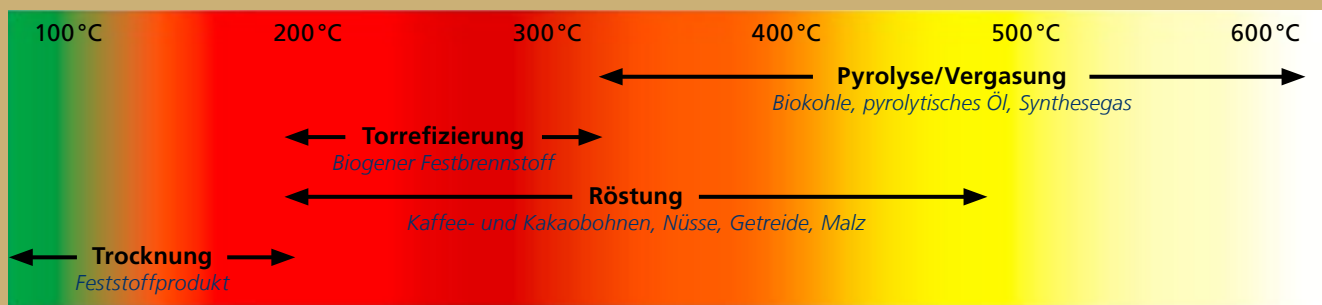 100 °C 200 °C 300 °C 400 °C 500 °C 600 °C
Pyrolyse/Vergasung
Biokohle, pyrolytisches Öl, Synthesegas
Torrefizierung
Biogener Festbrennstoff
Röstung
Kaffee- und Kakaobohnen, Nüsse, Getreide, Malz
Trocknung
Feststoffprodukt